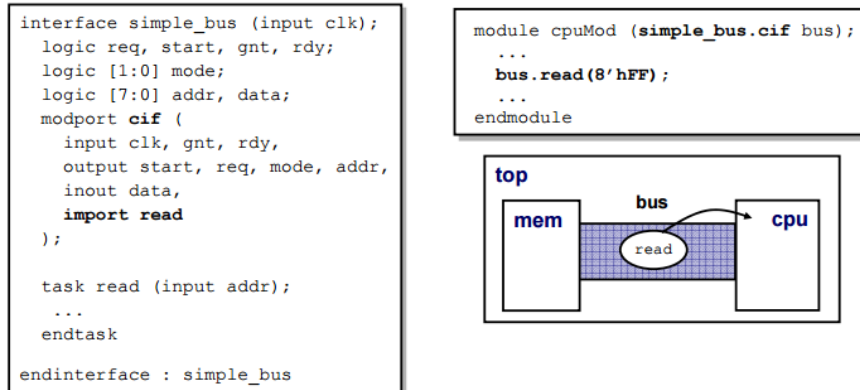 interface simple_bus (input clk);
logic req, start, gnt, rdy;
logic [1:0] mode;
logic [7:0] addr, data;
modport cif (
input clk, gnt, rdy,
output start, req, mode, addr,
inout data,
import read
);
task read (input addr);
...
endtask
endinterface : simple_bus
module cpuMod (simple_bus.cif bus);
...
bus.read(8’hFF);
...
endmodule
top
bus
mem
cpu
read